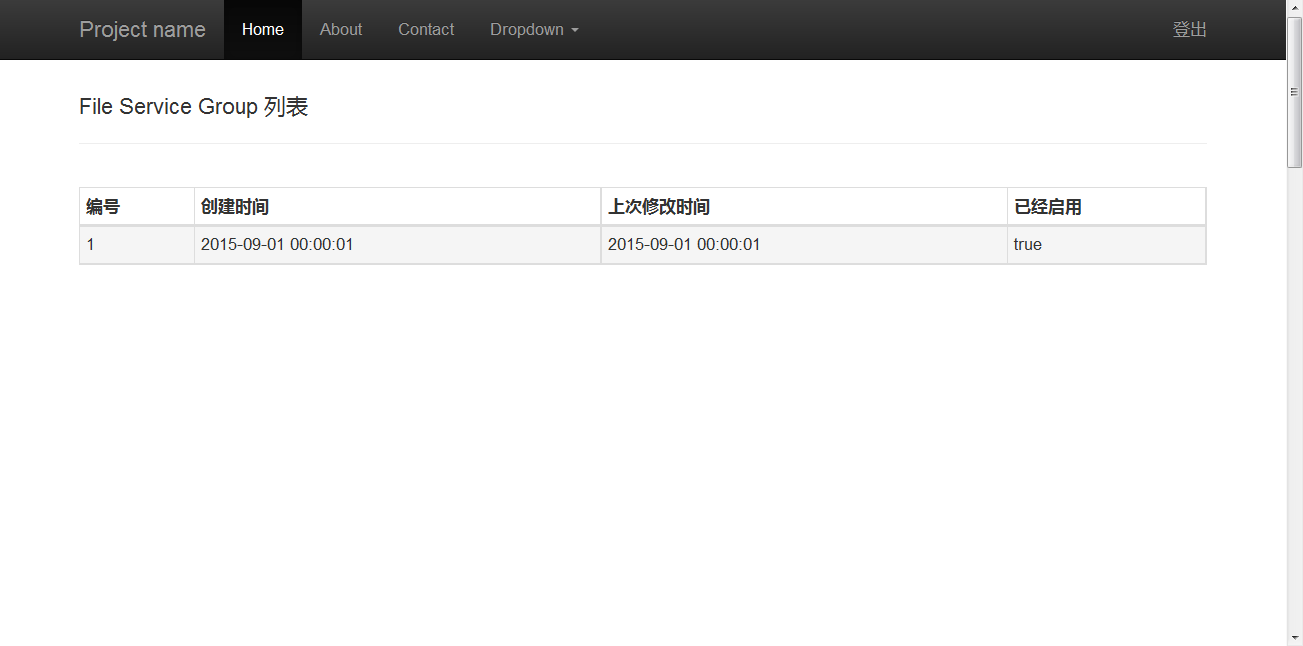 Project name Home About Contact Dropdown 登出
File Service Group 列表
编号 创建时间 上次修改时间 已经启用
1 2015-09-01 00:00:01 2015-09-01 00:00:01 true